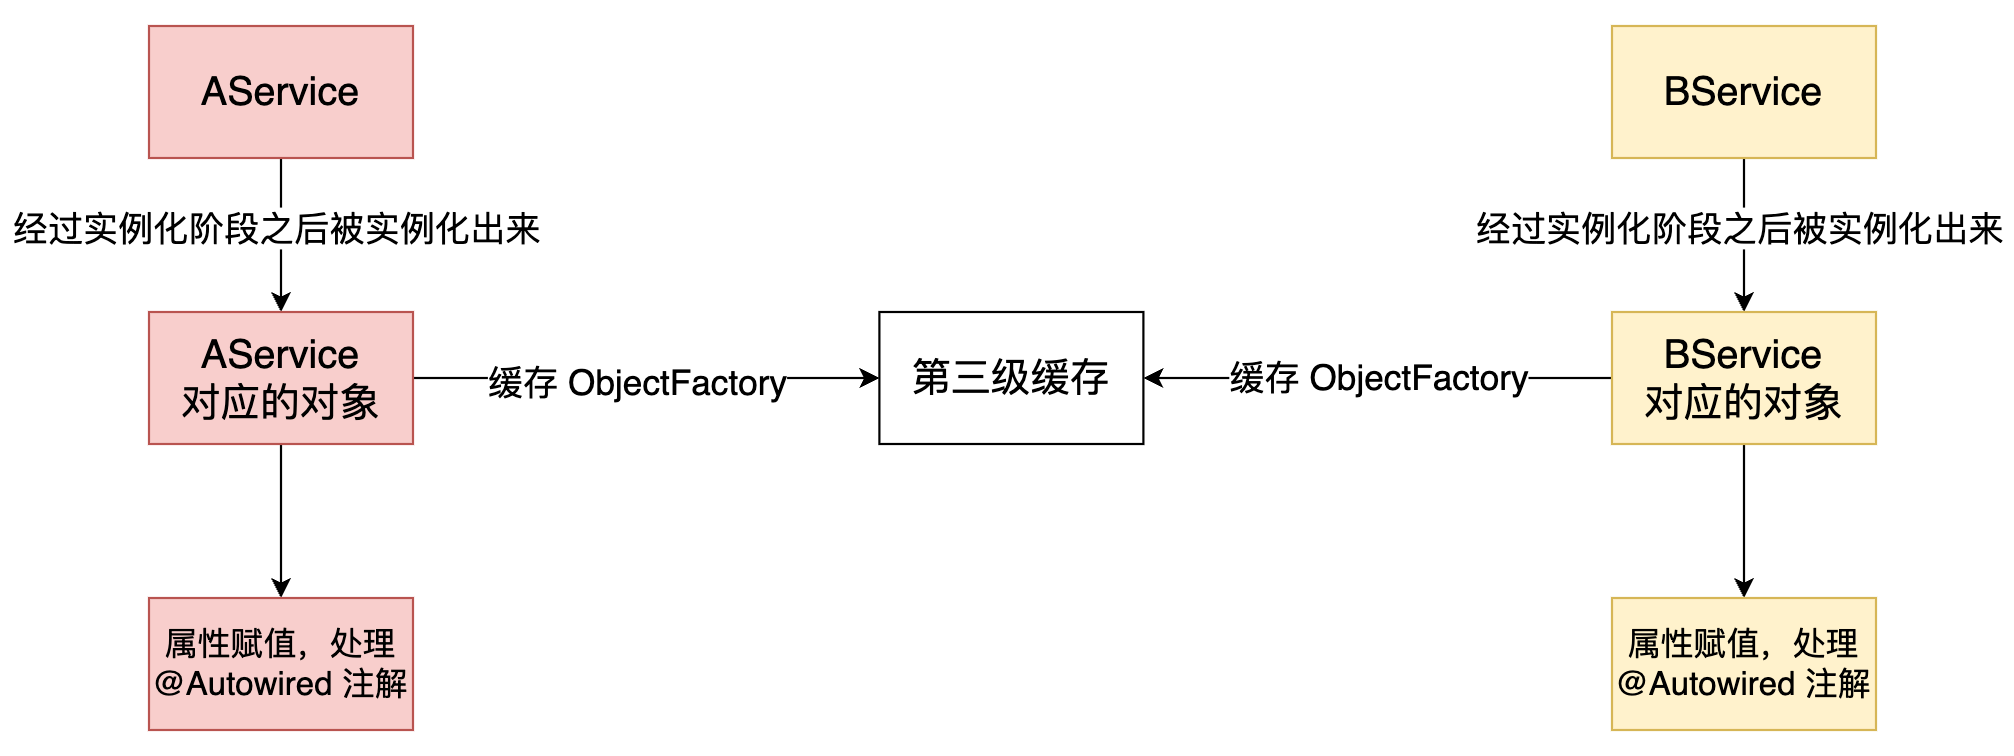 AService
BService
经过实例化阶段之后被实例化出来
经过实例化阶段之后被实例化出来
AService
对应的对象
缓存 ObjectFactory
第三级缓存
缓存 ObjectFactory
BService
对应的对象
属性赋值，处理
@Autowired 注解
属性赋值，处理
@Autowired 注解